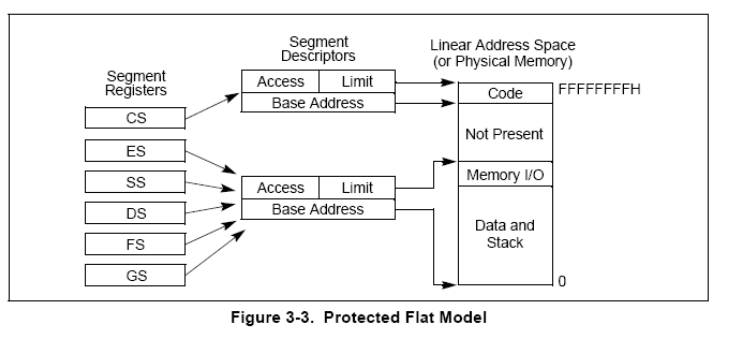 Segment
Registers
CS
ES
SS
DS
FS
GS
Segment
Descriptors
Access Limit
Base Address
Access Limit
Base Address
Linear Address Space
(or Physical Memory)
Code
FFFFFFFFH
Not Present
Memory I/O
Data and
Stack
0
Figure 3-3. Protected Flat Model